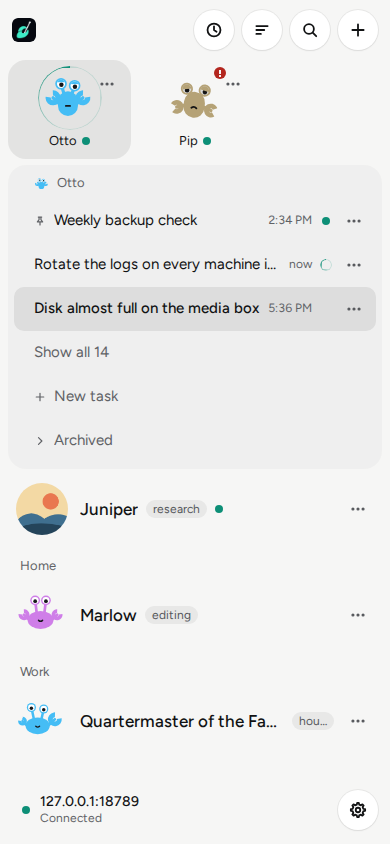 Otto
Pip
Otto
Weekly backup check 2:34 PM
Rotate the logs on every machine i... now
Disk almost full on the media box 5:36 PM
Show all 14
+ New task
Archived
Juniper research
Home
Marlow editing
Work
Quartermaster of the Fa... hou...
127.0.0.1:18789
Connected